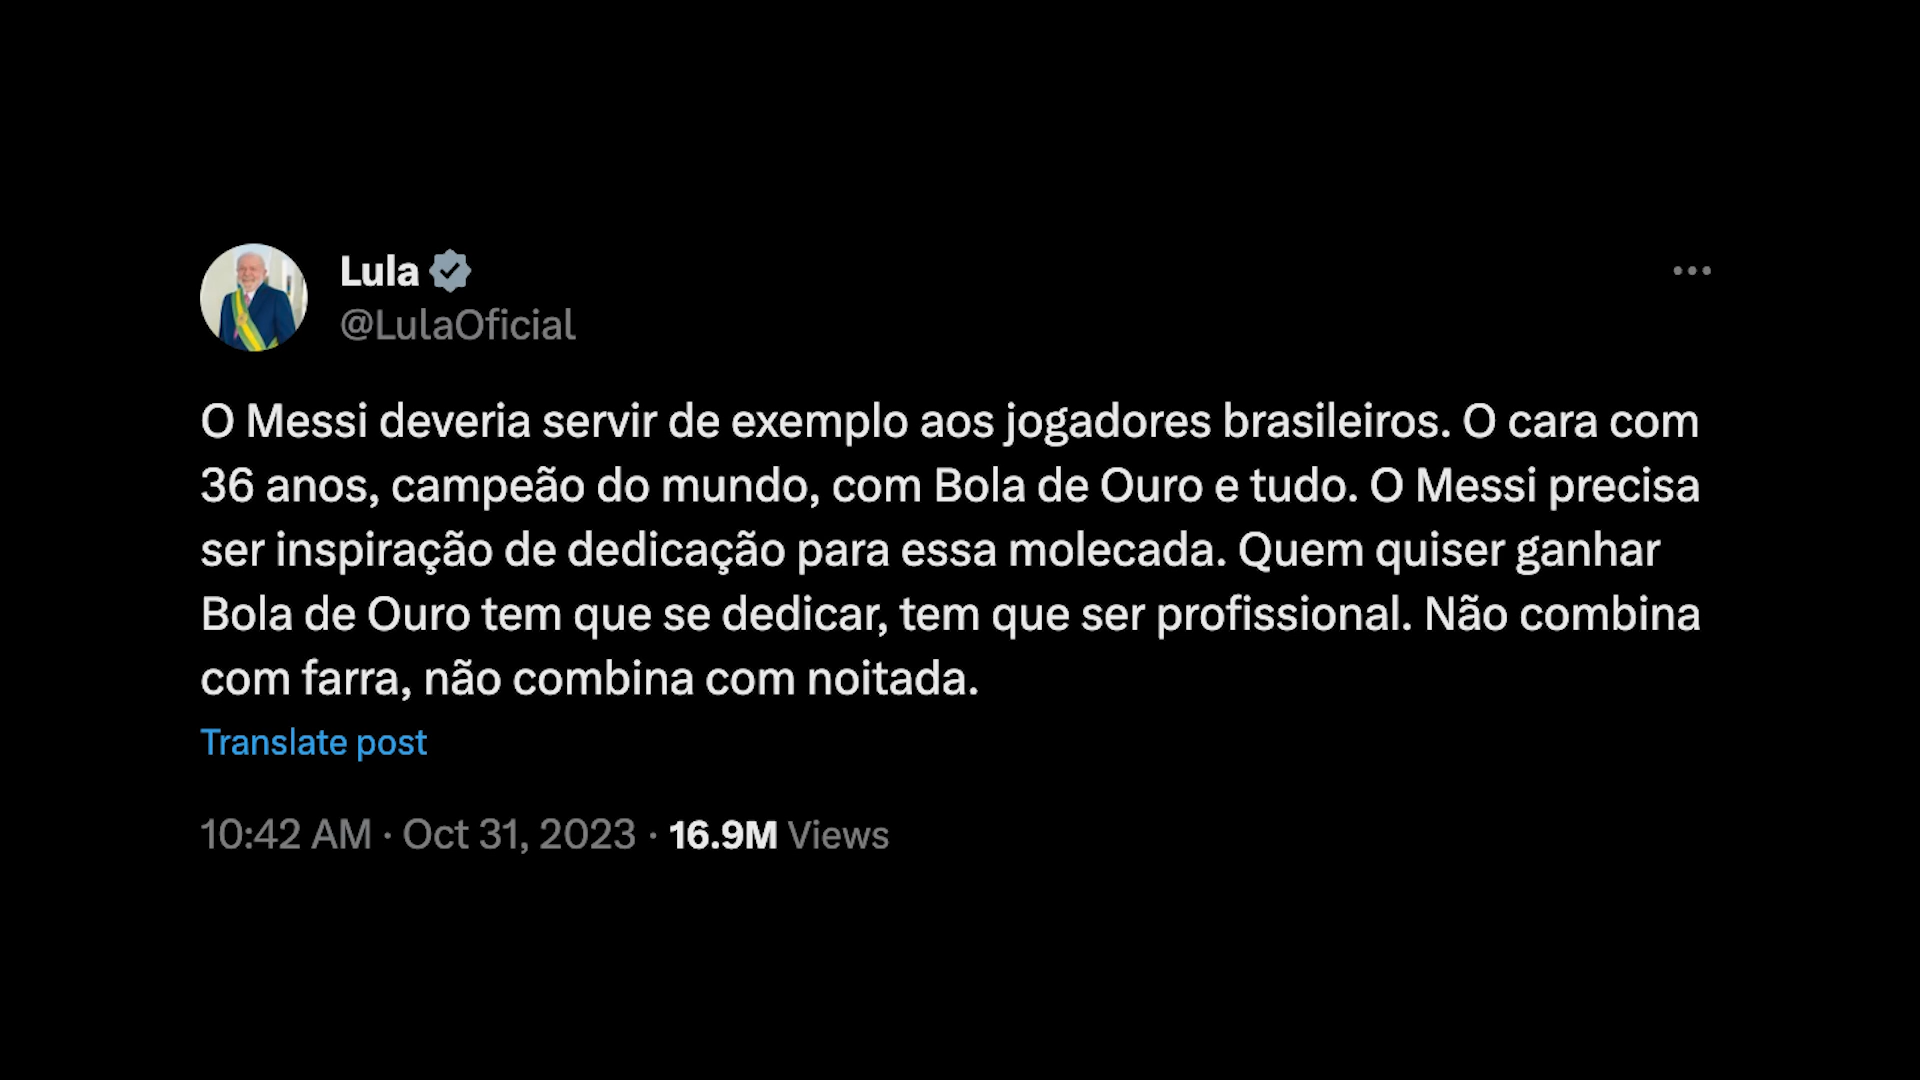 Lula
@LulaOficial
O Messi deveria servir de exemplo aos jogadores brasileiros. O cara com
36 anos, campeão do mundo, com Bola de Ouro e tudo. O Messi precisa
ser inspiração de dedicação para essa molecada. Quem quiser ganhar
Bola de Ouro tem que se dedicar, tem que ser profissional. Não combina
com farra, não combina com noitada.
Translate post
10:42 AM · Oct 31, 2023 · 16.9M Views